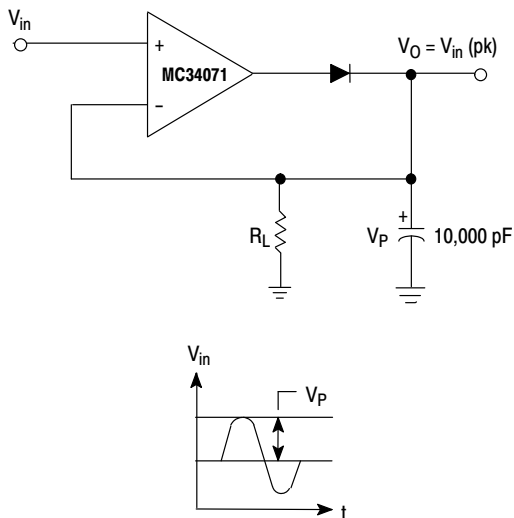 V_in
+
MC34071
−
V_O = V_in (pk)
R_L
+
V_P
10,000 pF
V_in
V_P
t